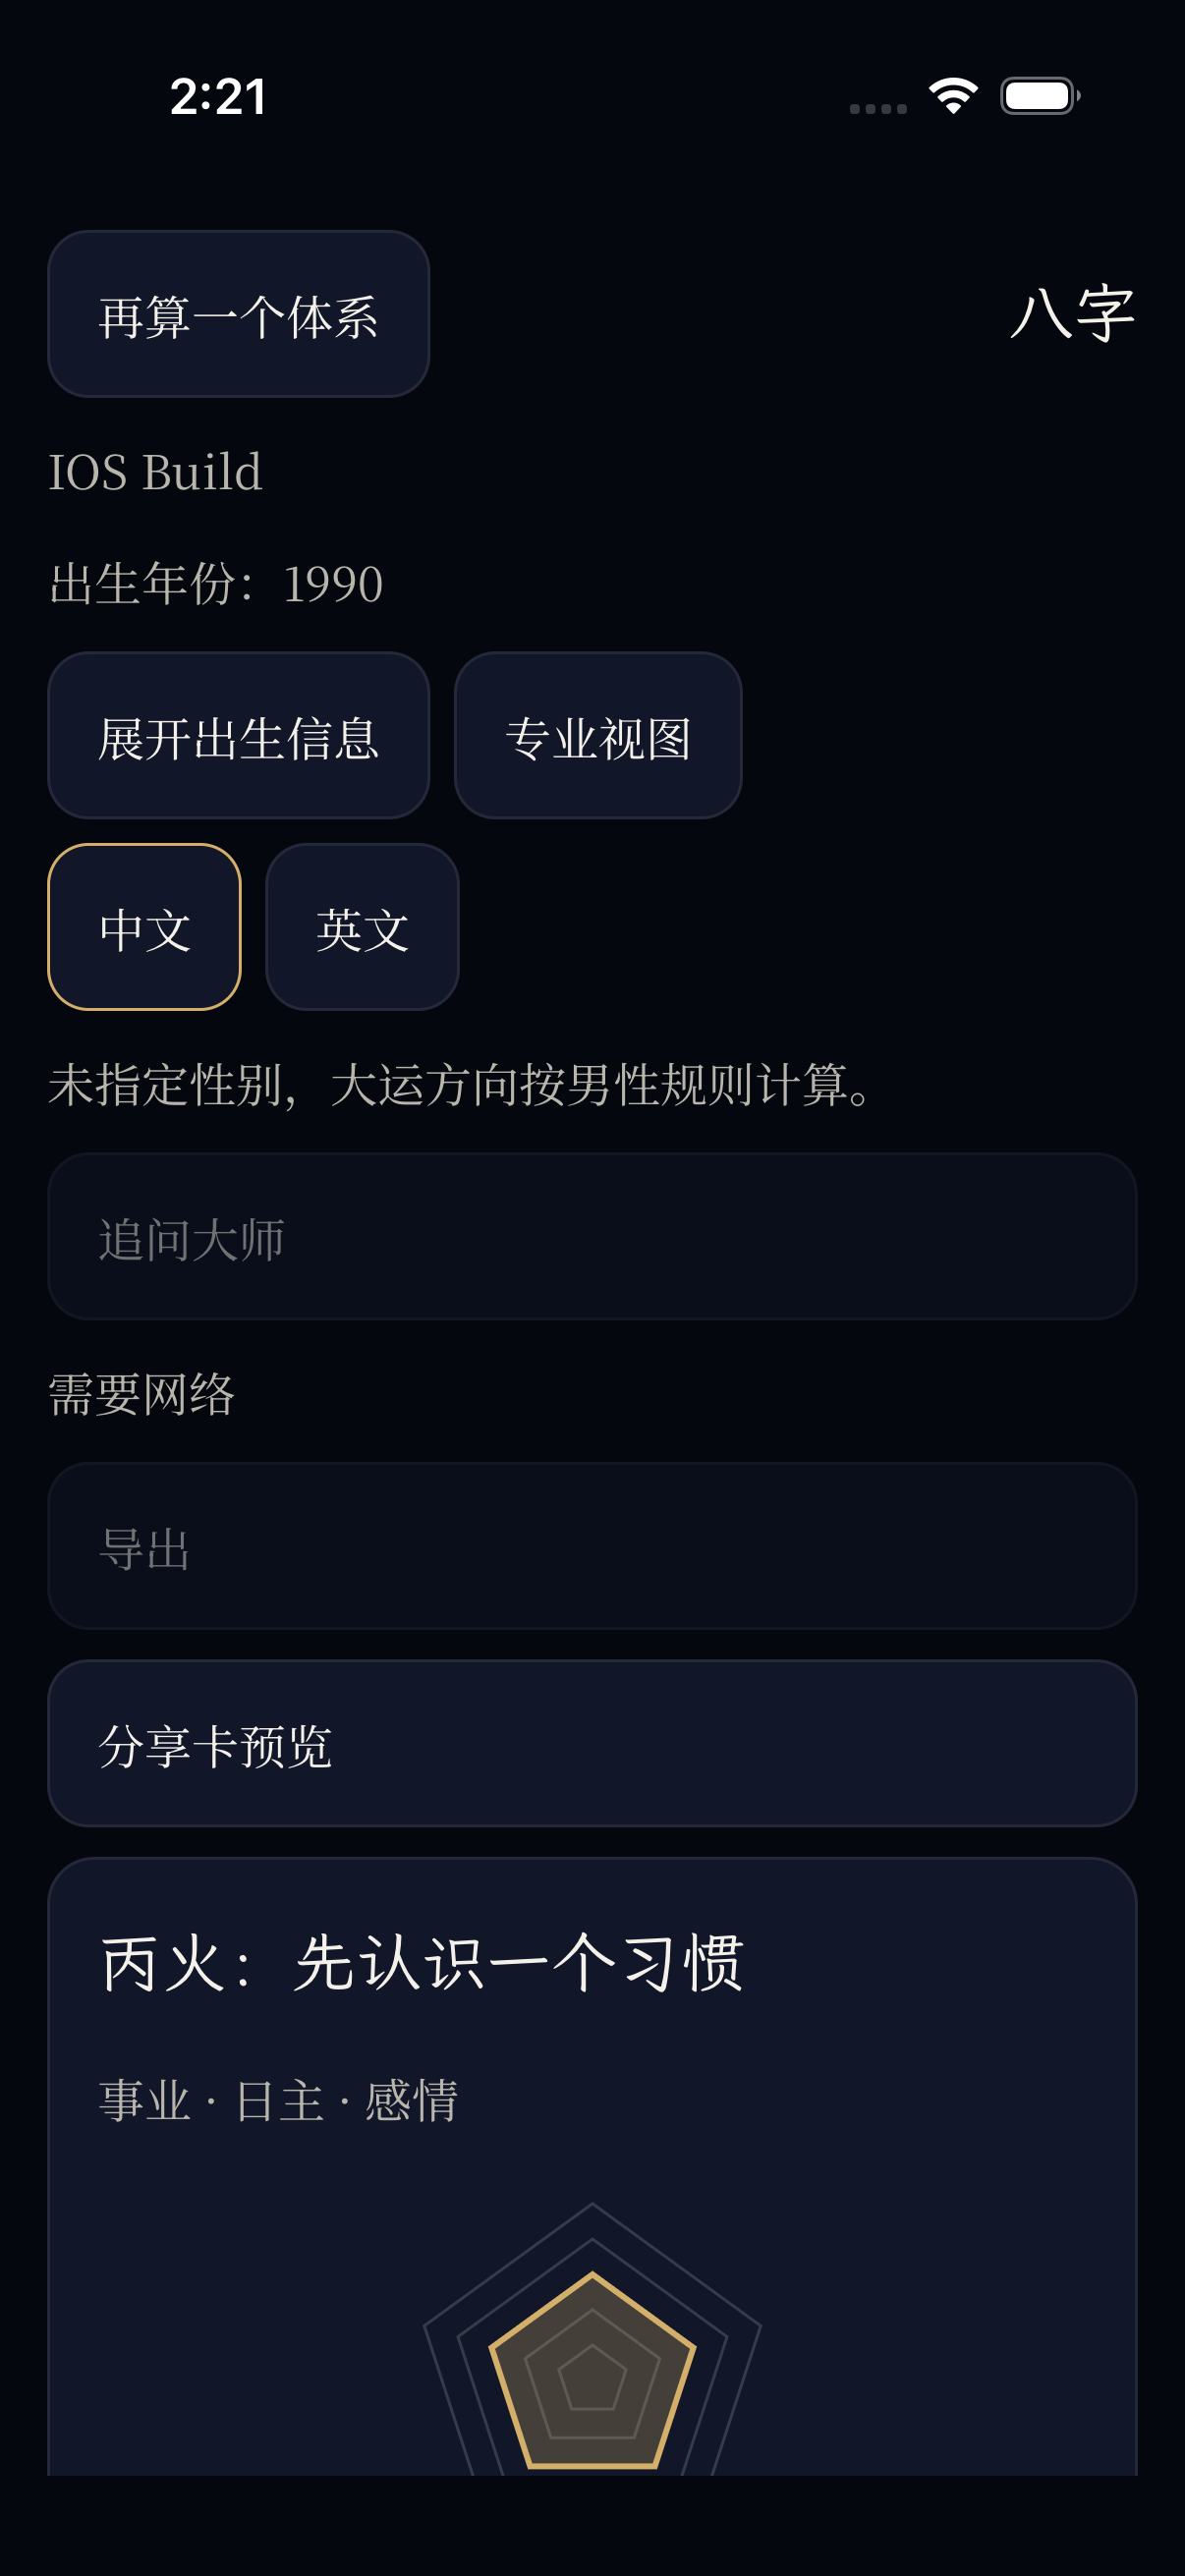 2:21
再算一个体系
八字
IOS Build
出生年份：1990
展开出生信息
专业视图
中文
英文
未指定性别，大运方向按男性规则计算。
追问大师
需要网络
导出
分享卡预览
丙火：先认识一个习惯
事业 · 日主 · 感情